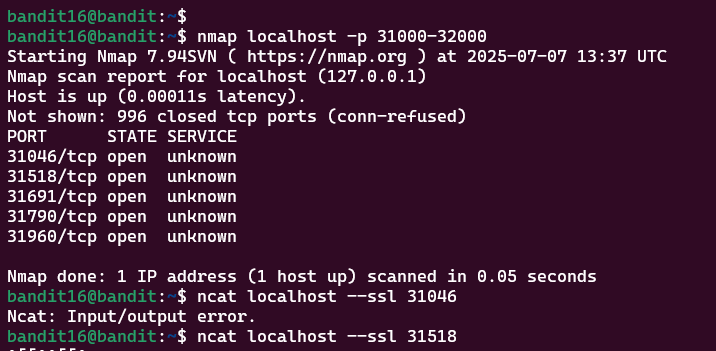 bandit16@bandit:~$
bandit16@bandit:~$ nmap localhost -p 31000-32000
Starting Nmap 7.94SVN ( https://nmap.org ) at 2025-07-07 13:37 UTC
Nmap scan report for localhost (127.0.0.1)
Host is up (0.00011s latency).
Not shown: 996 closed tcp ports (conn-refused)
PORT      STATE SERVICE
31046/tcp open  unknown
31518/tcp open  unknown
31691/tcp open  unknown
31790/tcp open  unknown
31960/tcp open  unknown
Nmap done: 1 IP address (1 host up) scanned in 0.05 seconds
bandit16@bandit:~$ ncat localhost --ssl 31046
Ncat: Input/output error.
bandit16@bandit:~$ ncat localhost --ssl 31518